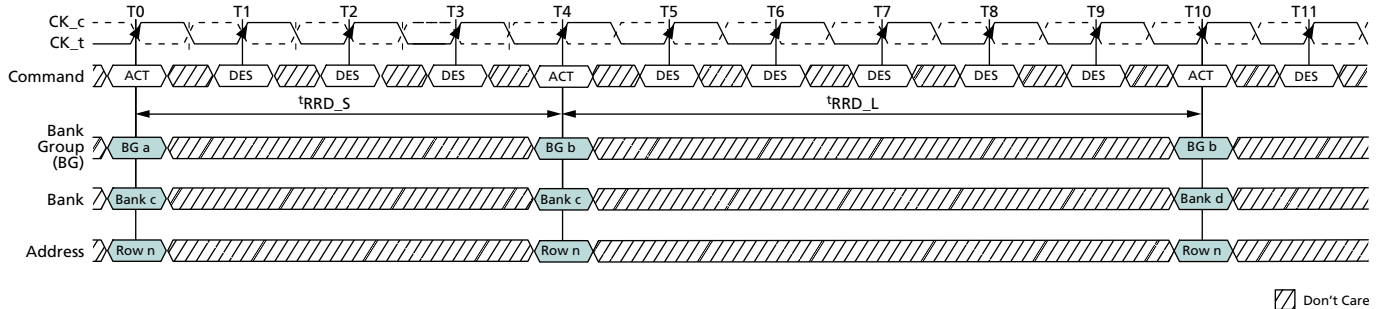 T0 T1 T2 T3 T4 T5 T6 T7 T8 T9 T10 T11
CK_c
CK_t
Command ACT DES DES DES ACT DES DES DES DES DES ACT DES
tRRD_S tRRD_L
Bank
Group
(BG)
BG a BG b BG b
Bank Bank c Bank c Bank d
Address Row n Row n Row n
Don't Care